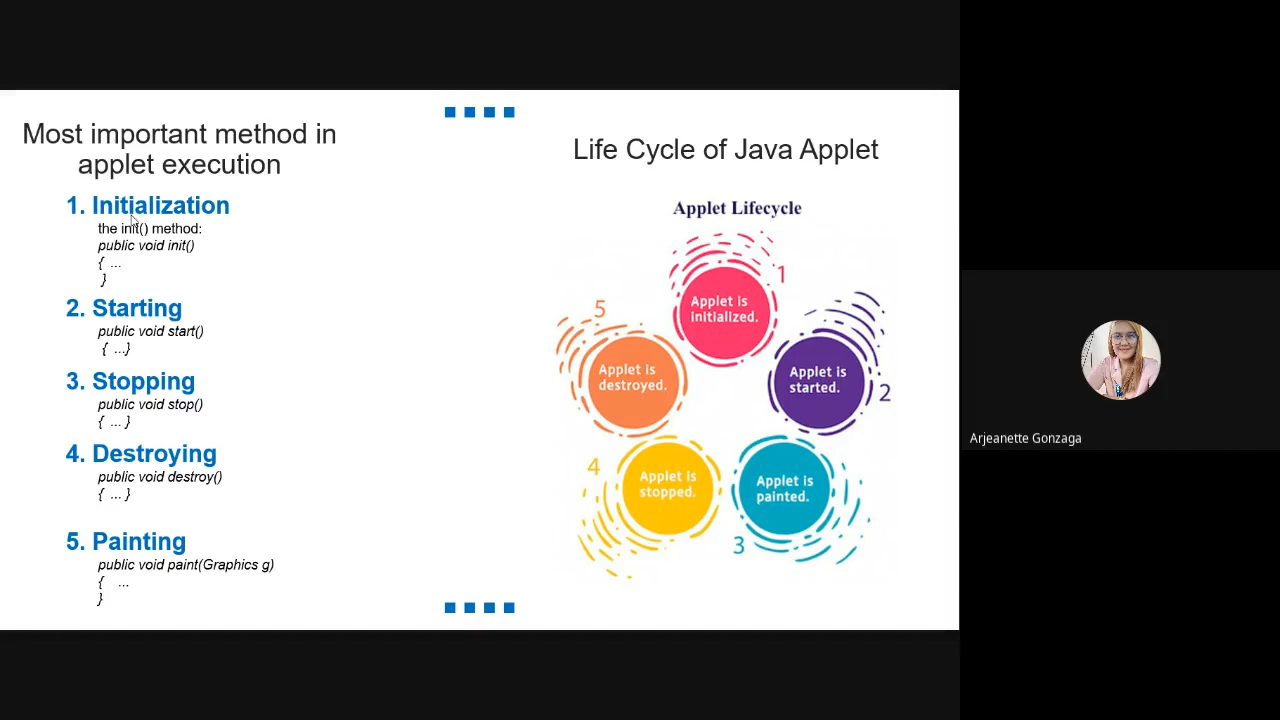 Most important method in
applet execution
1. Initialization
the init() method:
public void init()
{ ...
}
2. Starting
public void start()
{ ...}
3. Stopping
public void stop()
{ ... }
4. Destroying
public void destroy()
{ ... }
5. Painting
public void paint(Graphics g)
{ ...
}
Life Cycle of Java Applet
Applet Lifecycle
1
Applet is
initialized.
2
Applet is
started.
3
Applet is
painted.
4
Applet is
stopped.
5
Applet is
destroyed.
Arjeanette Gonzaga